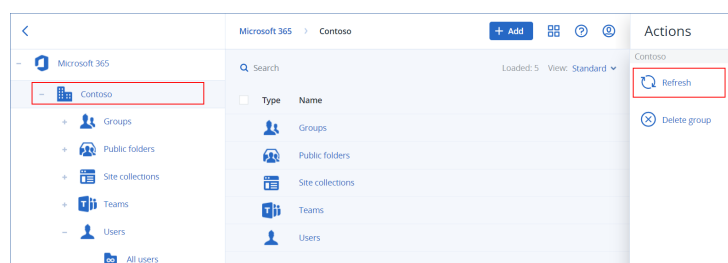 Microsoft 365 Contoso + Add Actions
Microsoft 365
Contoso
Groups
Public folders
Site collections
Teams
Users
All users
Search Loaded: 5 View: Standard
Type Name
Groups
Public folders
Site collections
Teams
Users
Contoso
Refresh
Delete group